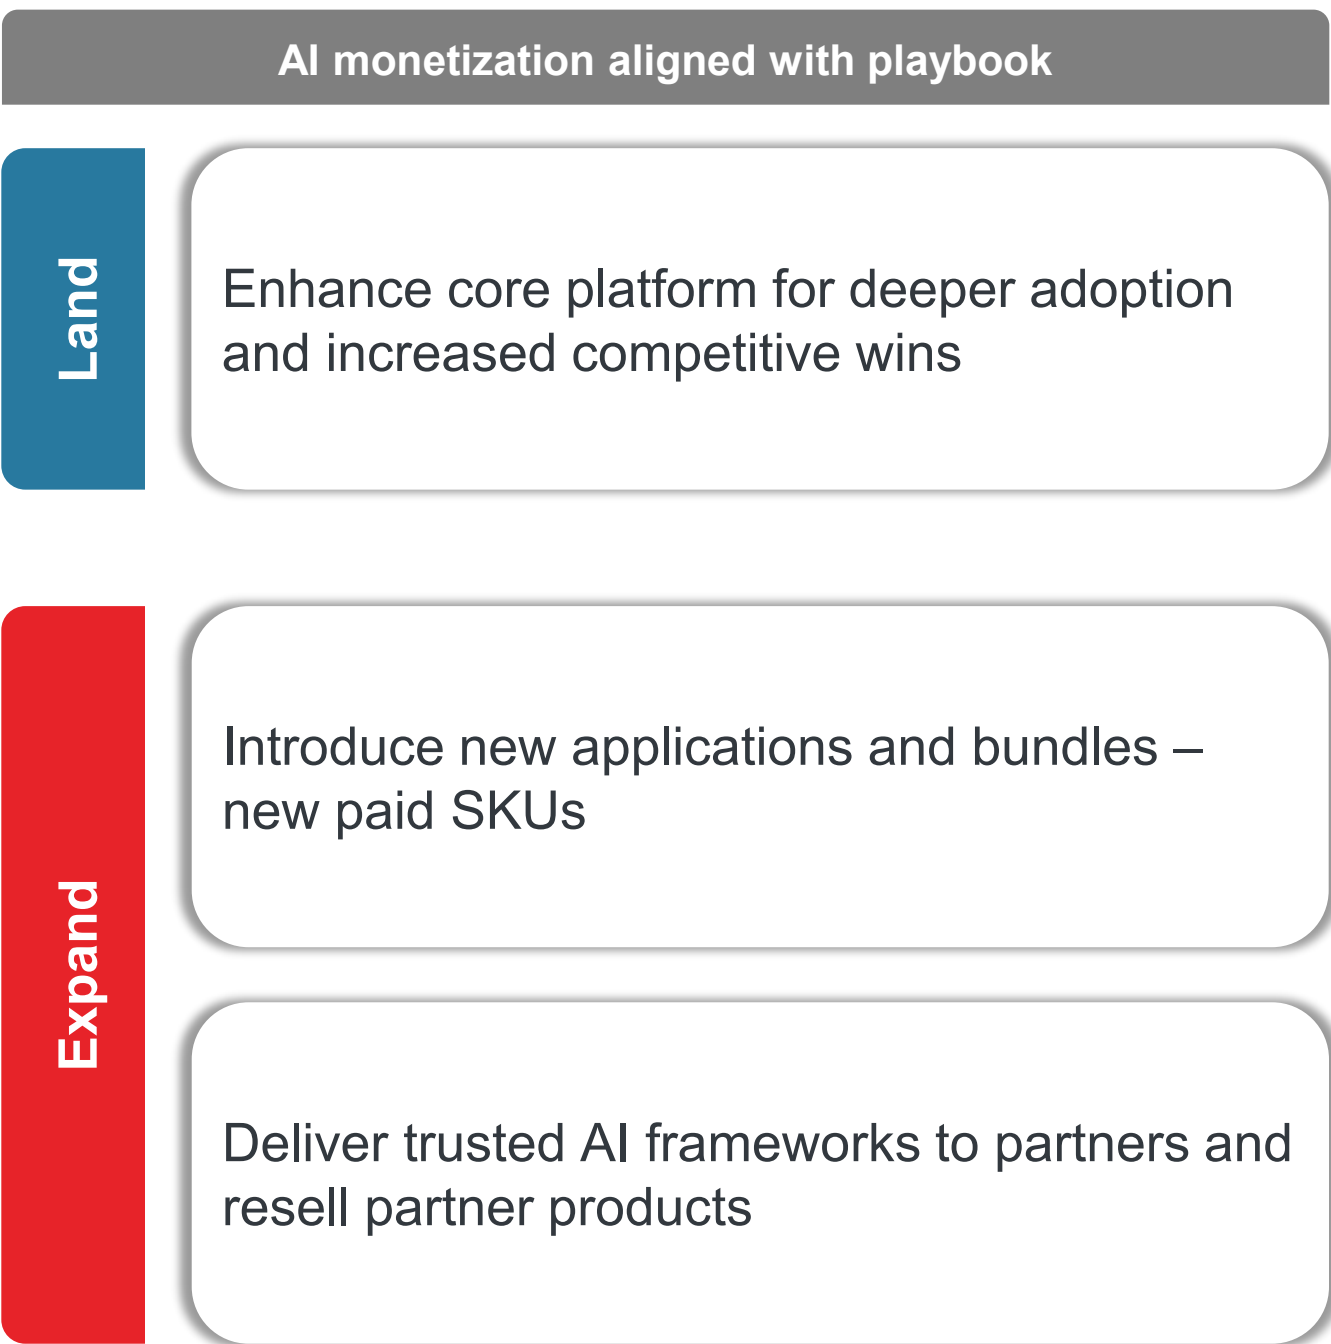 AI monetization aligned with playbook
Land
Enhance core platform for deeper adoption
and increased competitive wins
Expand
Introduce new applications and bundles –
new paid SKUs
Deliver trusted AI frameworks to partners and
resell partner products